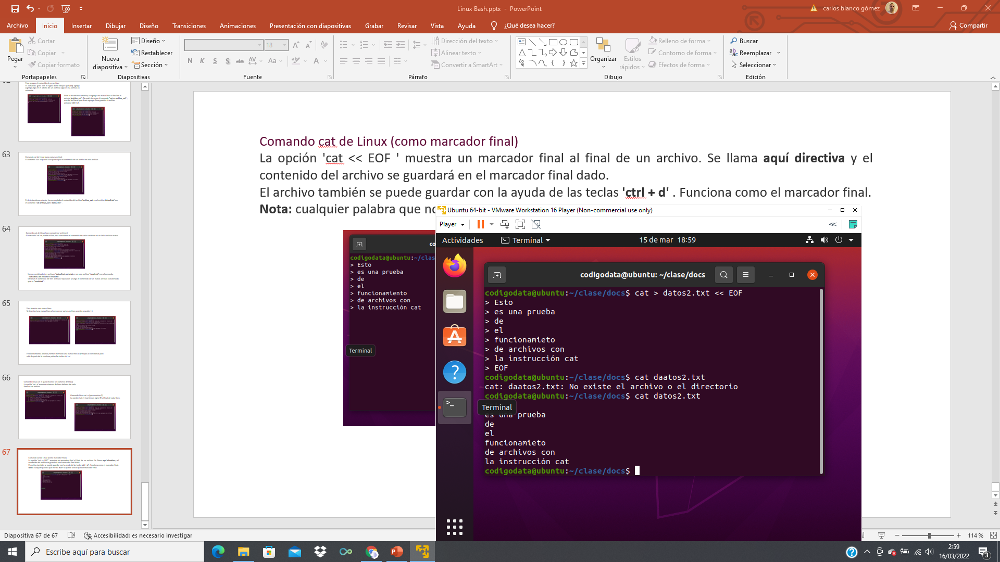 Linux Bash.pptx - PowerPoint
carlos blanco gómez
Archivo Inicio Insertar Dibujar Diseño Transiciones Animaciones Presentación con diapositivas Grabar Revisar Vista Ayuda ¿Qué desea hacer? Compartir
Pegar
Cortar
Copiar
Copiar formato
Portapapeles
Nueva diapositiva
Diseño
Restablecer
Sección
Diapositivas
18
N K S S abc AV Aa A
Fuente
Dirección del texto
Alinear texto
Convertir a SmartArt
Párrafo
Organizar
Estilos rápidos
Relleno de forma
Contorno de forma
Efectos de forma
Dibujo
Buscar
Reemplazar
Seleccionar
Edición
63
64
65
66
67
Comando cat de Linux (como marcador final)
La opción 'cat << EOF ' muestra un marcador final al final de un archivo. Se llama aquí directiva y el
contenido del archivo se guardará en el marcador final dado.
El archivo también se puede guardar con la ayuda de las teclas 'ctrl + d' . Funciona como el marcador final.
Nota: cualquier palabra que no
codigodata@ubuntu:~/clas
> Esto
> es una prueba
> de
> el
> funcionamiento
> de archivos con
> la instrucción cat
Terminal
Ubuntu 64-bit - VMware Workstation 16 Player (Non-commercial use only)
Player
Actividades Terminal 15 de mar 18:59
codigodata@ubuntu: ~/clase/docs
codigodata@ubuntu:~/clase/docs$ cat > datos2.txt << EOF
> Esto
> es una prueba
> de
> el
> funcionamieto
> de archivos con
> la instrucción cat
> EOF
codigodata@ubuntu:~/clase/docs$ cat daatos2.txt
cat: daatos2.txt: No existe el archivo o el directorio
codigodata@ubuntu:~/clase/docs$ cat datos2.txt
Terminal
es una prueba
de
el
funcionamieto
de archivos con
la instrucción cat
codigodata@ubuntu:~/clase/docs$
Diapositiva 67 de 67 Accesibilidad: es necesario investigar 114 %
Escribe aquí para buscar
2:59
16/03/2022
3